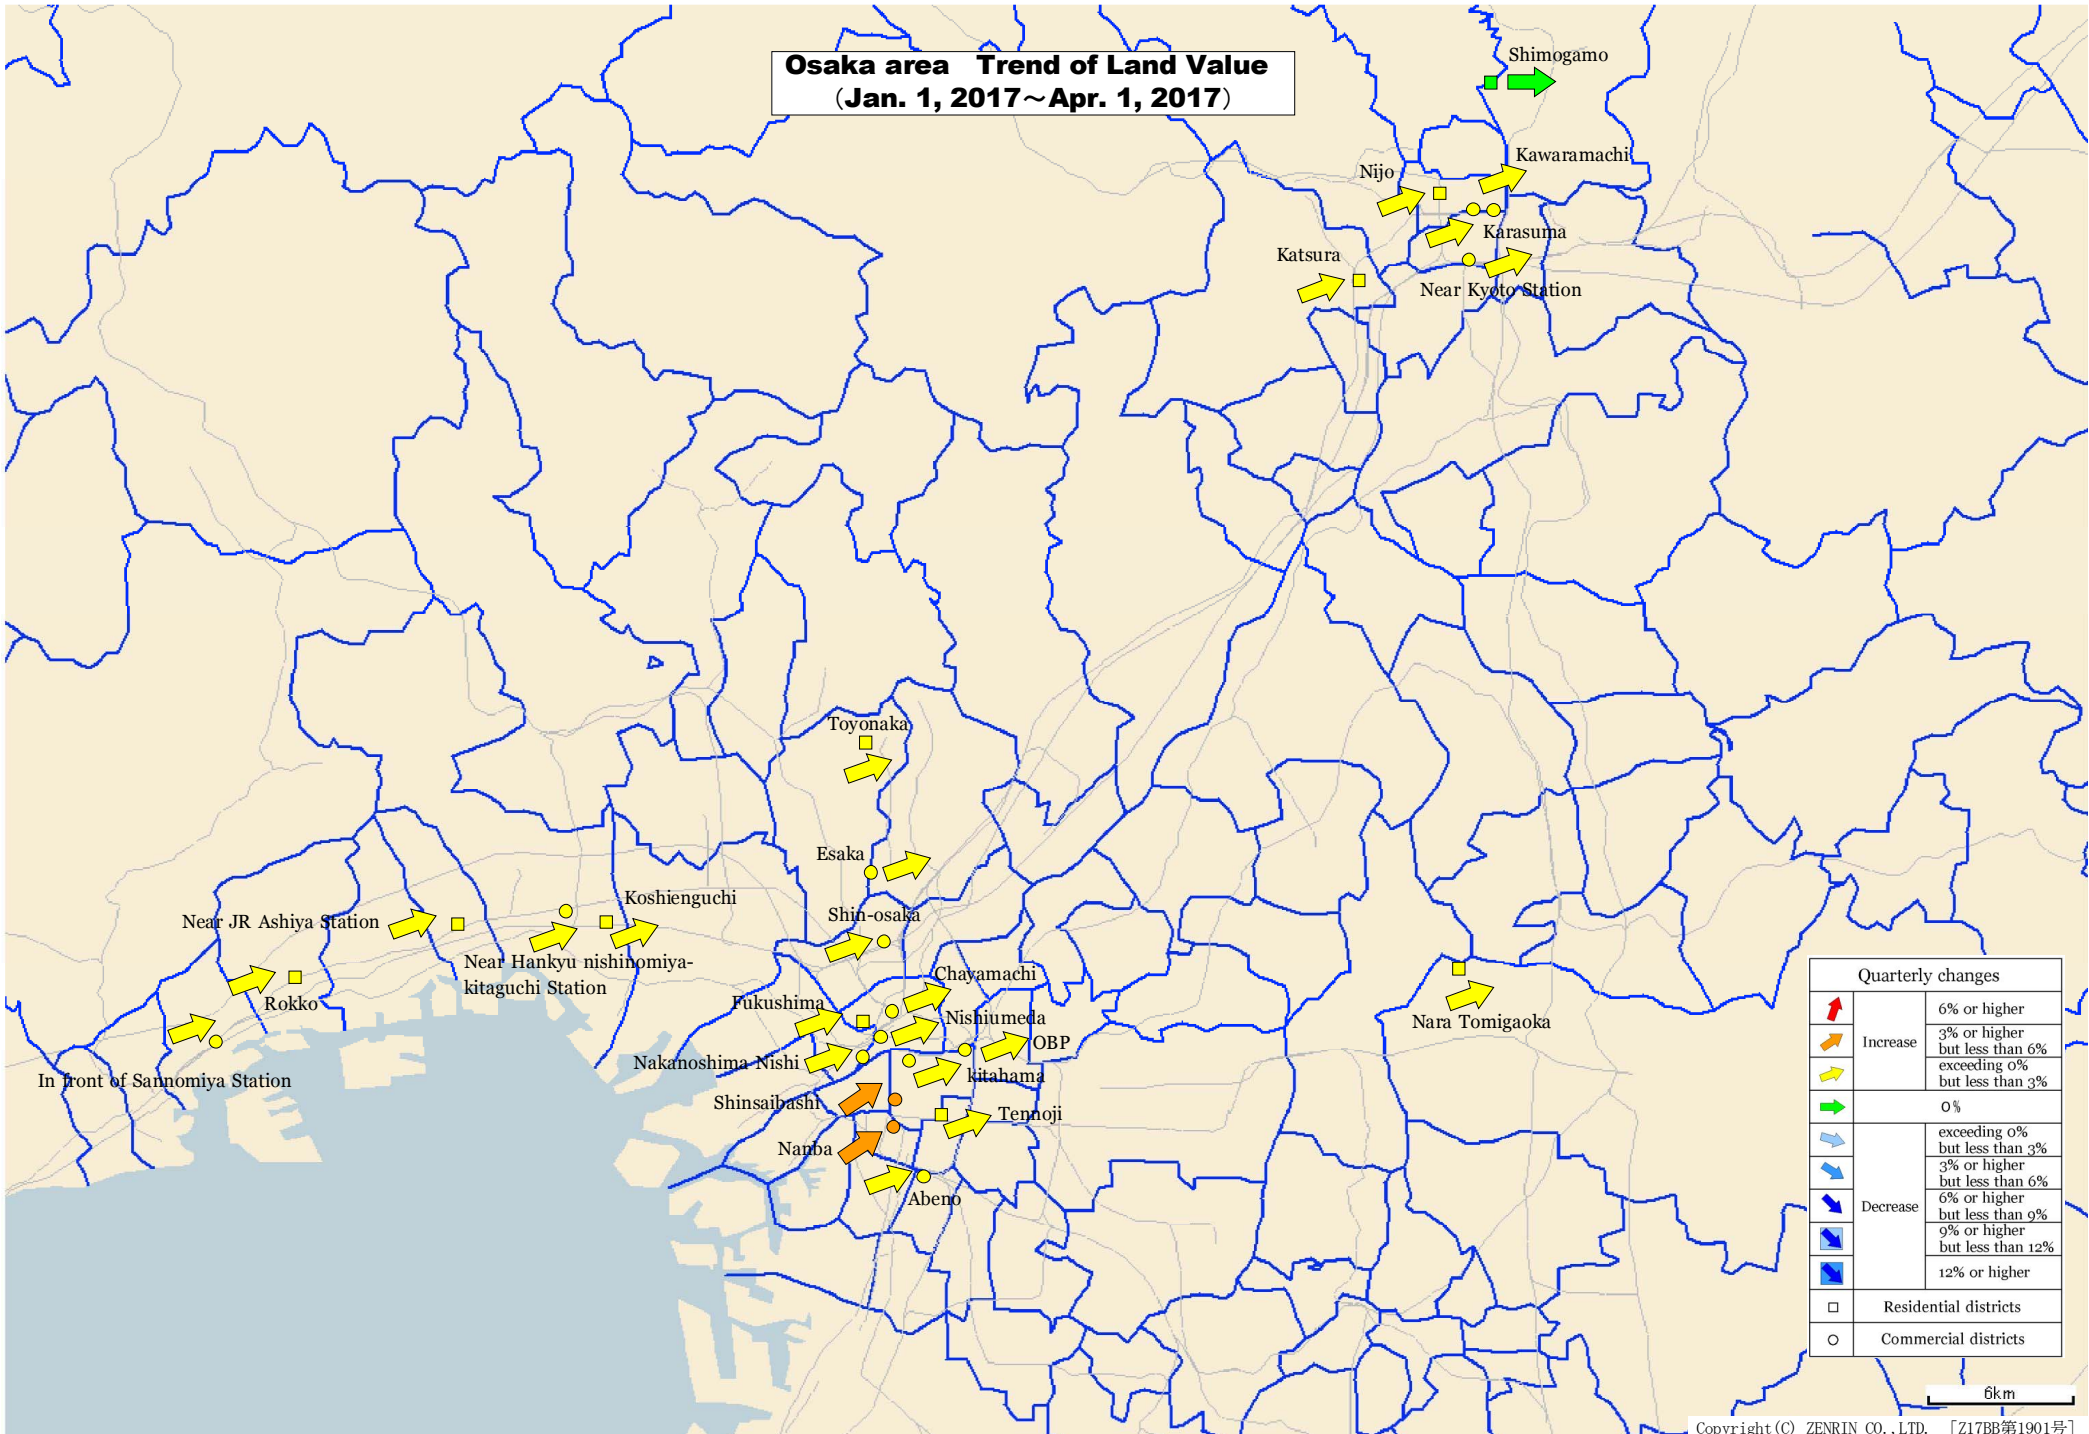 Osaka area Trend of Land Value
（Jan. 1, 2017～Apr. 1, 2017）
Shimogamo
Kawaramachi
Nijo
Karasuma
Katsura
Near Kyoto Station
Toyonaka
Esaka
Koshienguchi
Shin-osaka
Near JR Ashiya Station
Near Hankyu nishinomiya-
kitaguchi Station
Chayamachi
Rokko
Fukushima
Nishiumeda
Nara Tomigaoka
OBP
Nakanoshima-Nishi
kitahama
In front of Sannomiya Station
Shinsaibashi
Tennoji
Nanba
Abeno
Quarterly changes
Increase
6% or higher
3% or higher
but less than 6%
exceeding 0%
but less than 3%
0%
Decrease
exceeding 0%
but less than 3%
3% or higher
but less than 6%
6% or higher
but less than 9%
9% or higher
but less than 12%
12% or higher
Residential districts
Commercial districts
6km
Copyright(C) ZENRIN CO.,LTD. [Z17BB第1901号]